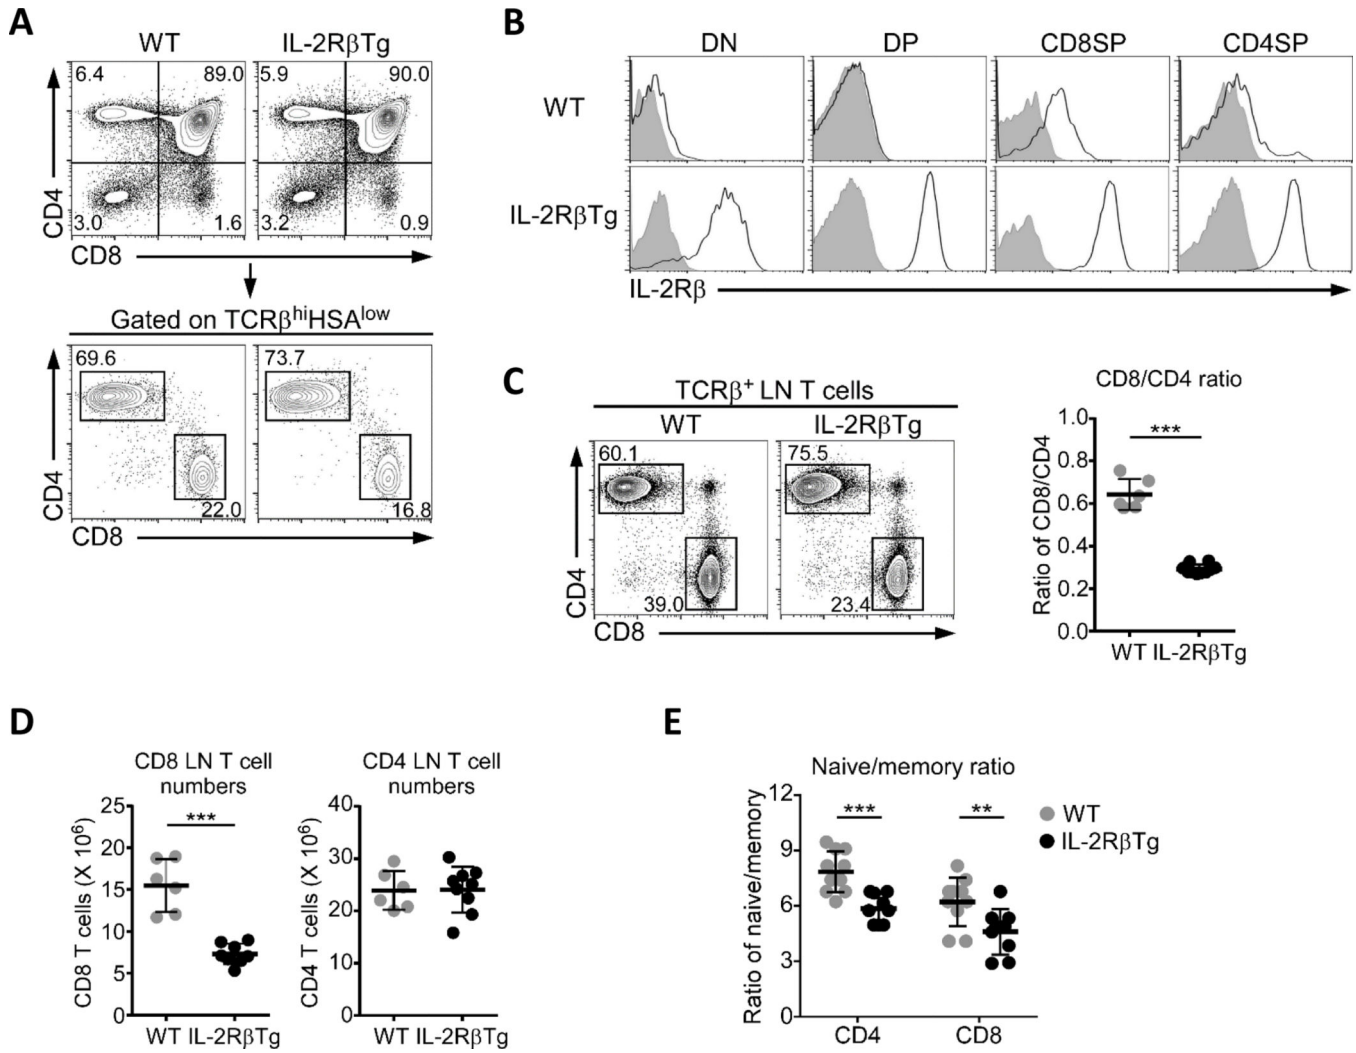 A
WT
IL-2RβTg
6.4
89.0
5.9
90.0
3.0
1.6
3.2
0.9
CD4
CD8
Gated on TCRβhiHSAlow
69.6
73.7
22.0
16.8
CD4
CD8
B
DN
DP
CD8SP
CD4SP
WT
IL-2RβTg
IL-2Rβ
C
TCRβ+ LN T cells
WT
IL-2RβTg
60.1
75.5
39.0
23.4
CD4
CD8
CD8/CD4 ratio
Ratio of CD8/CD4
1.0
0.8
0.6
0.4
0.2
0.0
***
WT IL-2RβTg
D
CD8 LN T cell
numbers
CD8 T cells (X 10⁶)
25
20
15
10
5
0
***
WT IL-2RβTg
CD4 LN T cell
numbers
CD4 T cells (X 10⁶)
40
30
20
10
0
WT IL-2RβTg
E
Naive/memory ratio
Ratio of naive/memory
12
9
6
3
0
***
**
WT
IL-2RβTg
CD4
CD8